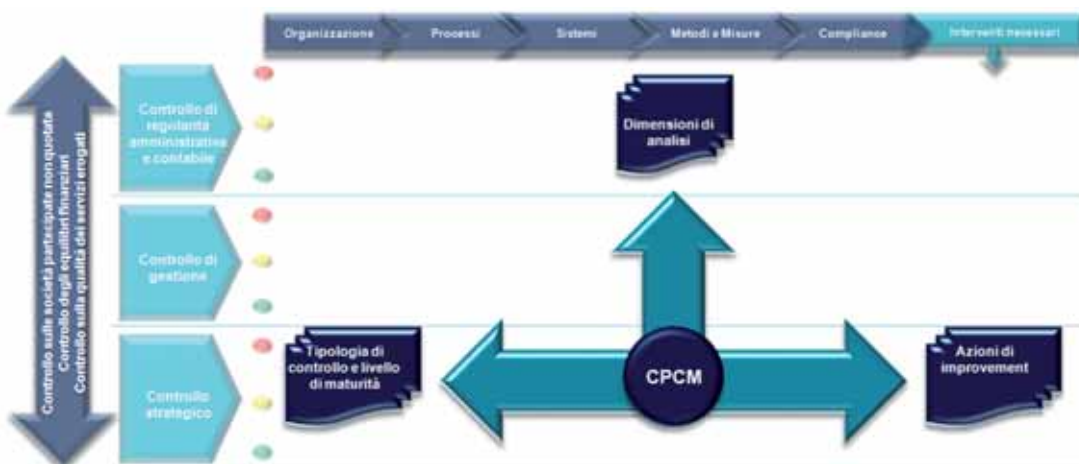 Organizzazione
Processi
Sistemi
Metodi e Misure
Compliance
Interventi necessari
Controllo sulle società partecipate non quotate
Controllo degli equilibri finanziari
Controllo sulla qualità dei servizi erogati
Controllo di
regolarità
amministrativa
e contabile
Dimensioni di
analisi
Controllo di
gestione
Controllo
strategico
Tipologia di
controllo e livello
di maturità
CPCM
Azioni di
improvement